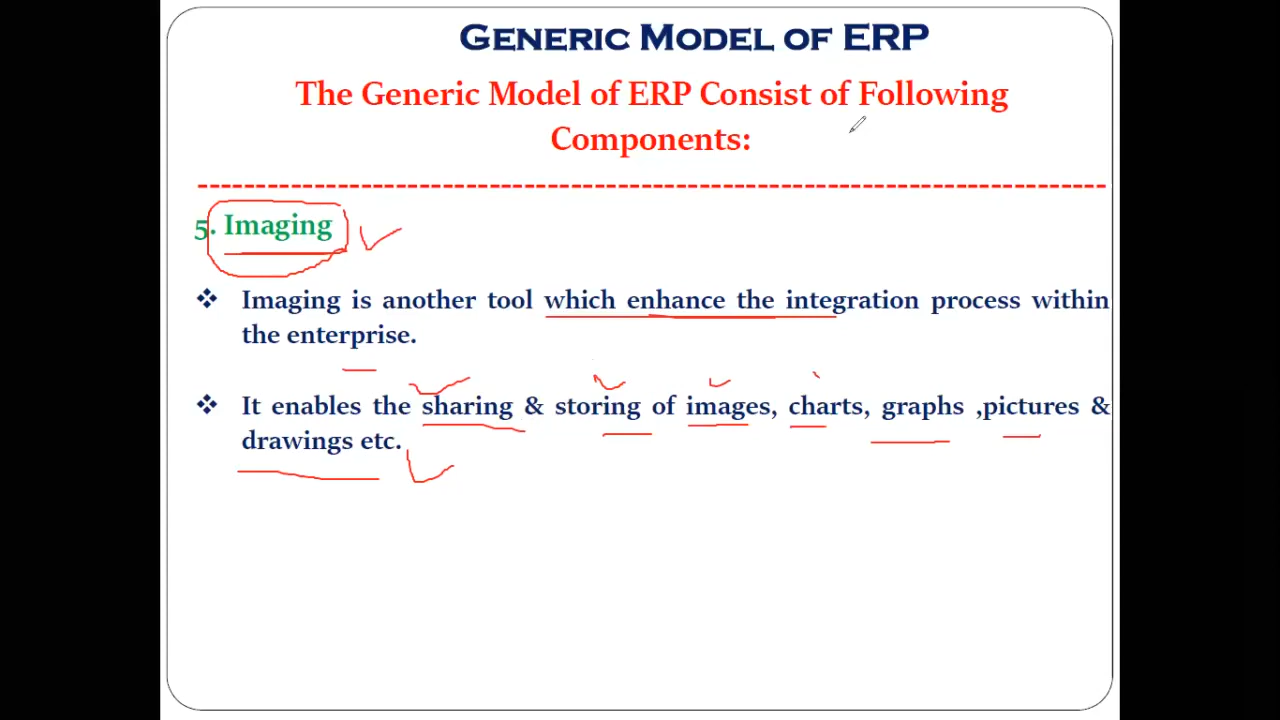 GENERIC MODEL OF ERP
The Generic Model of ERP Consist of Following
Components:
5. Imaging
❖ Imaging is another tool which enhance the integration process within
the enterprise.
❖ It enables the sharing & storing of images, charts, graphs ,pictures &
drawings etc.